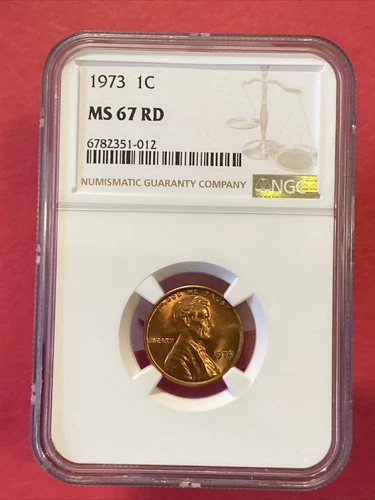 1973 1C
MS 67 RD
6782351-012
NUMISMATIC GUARANTY COMPANY
NGC
LIBERTY
1973